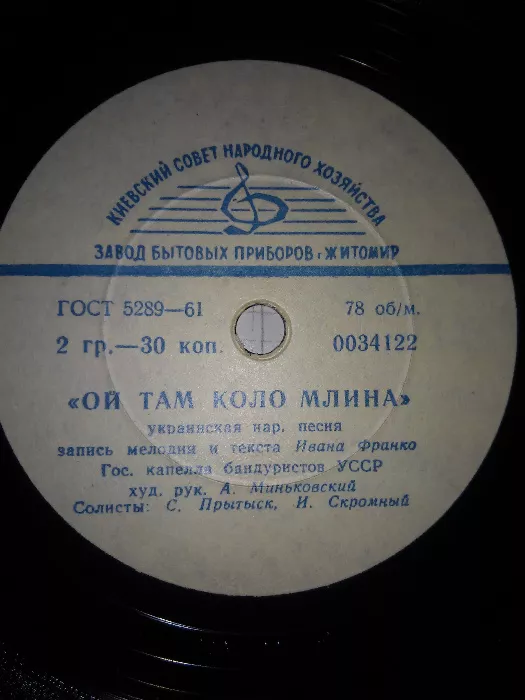 КИЕВСКИЙ СОВЕТ НАРОДНОГО ХОЗЯЙСТВА
ЗАВОД БЫТОВЫХ ПРИБОРОВ г. ЖИТОМИР
ГОСТ 5289—61 78 об/м.
2 гр.—30 коп. 0034122
«ОЙ ТАМ КОЛО МЛИНА»
украинская нар. песня
запись мелодии и текста Ивана Франко
Гос. капелла бандуристов УССР
худ. рук. А. Миньковский
Солисты: С. Прытыск, И. Скромный